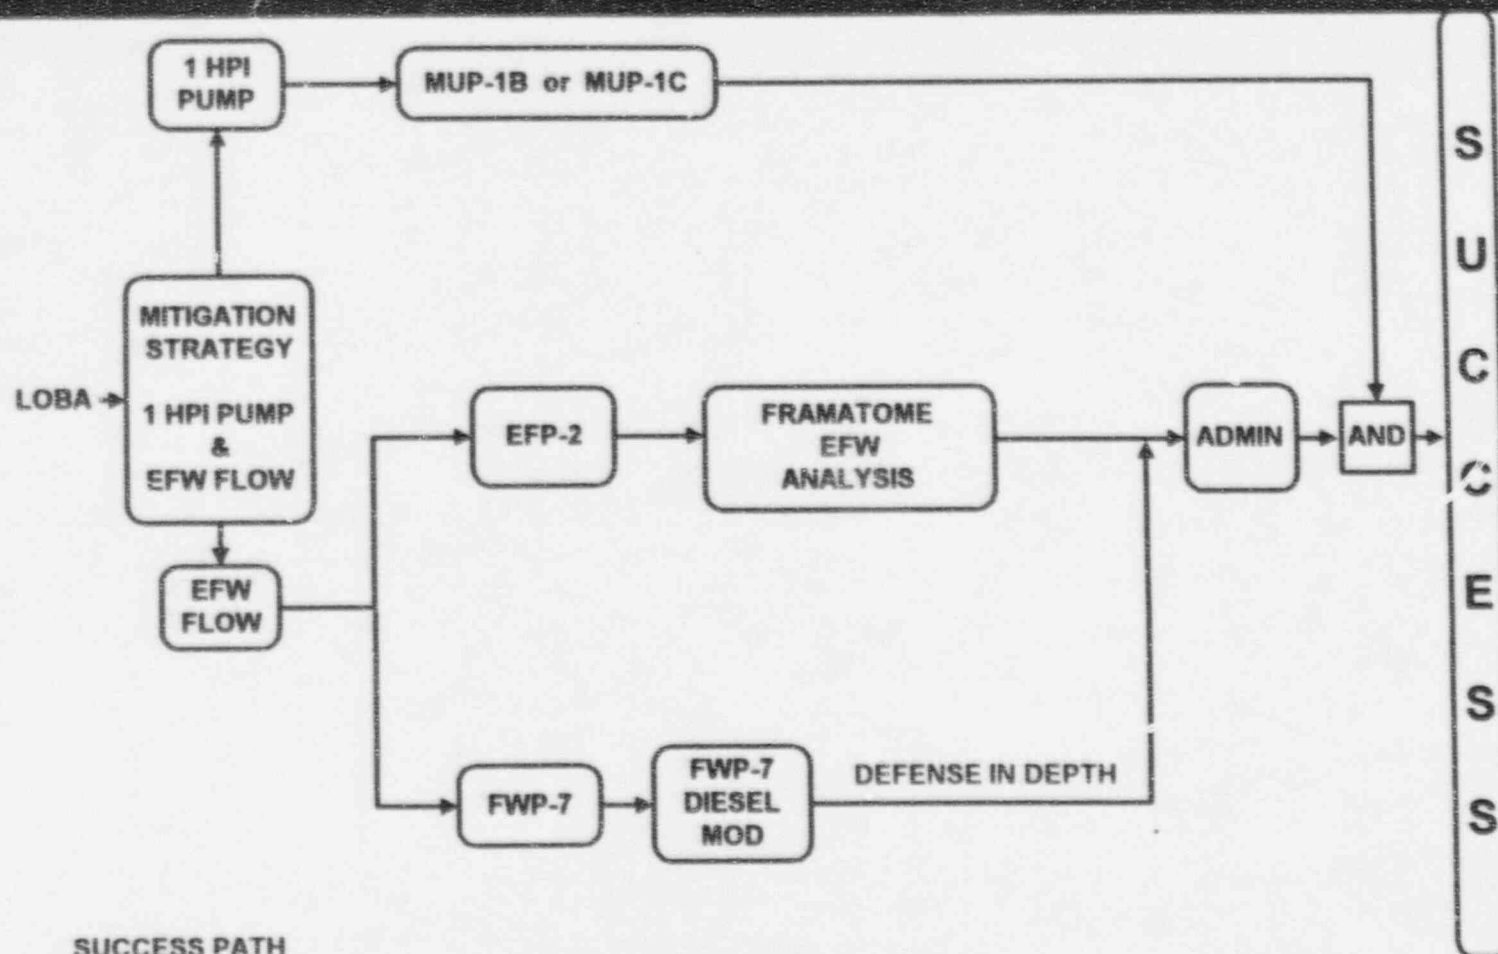 1 HPI
PUMP
MUP-1B or MUP-1C
MITIGATION
STRATEGY
1 HPI PUMP
&
EFW FLOW
LOBA
EFP-2
FRAMATOME
EFW
ANALYSIS
ADMIN
AND
EFW
FLOW
FWP-7
FWP-7
DIESEL
MOD
DEFENSE IN DEPTH
SUCCESS
SUCCESS PATH